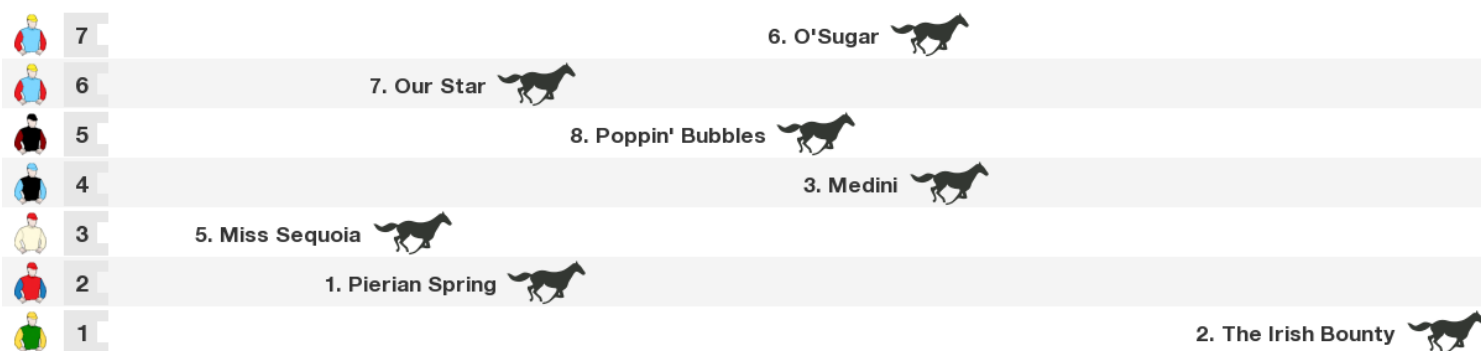 7 6. O'Sugar
6 7. Our Star
5 8. Poppin' Bubbles
4 3. Medini
3 5. Miss Sequoia
2 1. Pierian Spring
1 2. The Irish Bounty